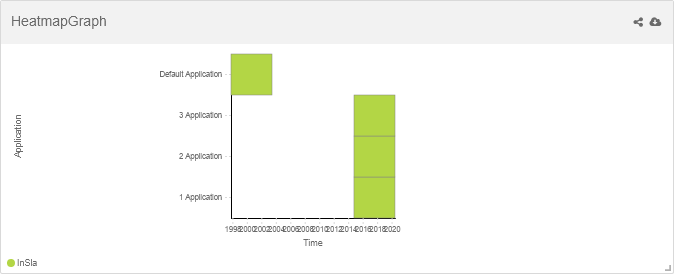 HeatmapGraph
Application
Default Application
3 Application
2 Application
1 Application
1998 2000 2002 2004 2006 2008 2010 2012 2014 2016 2018 2020
Time
InSla